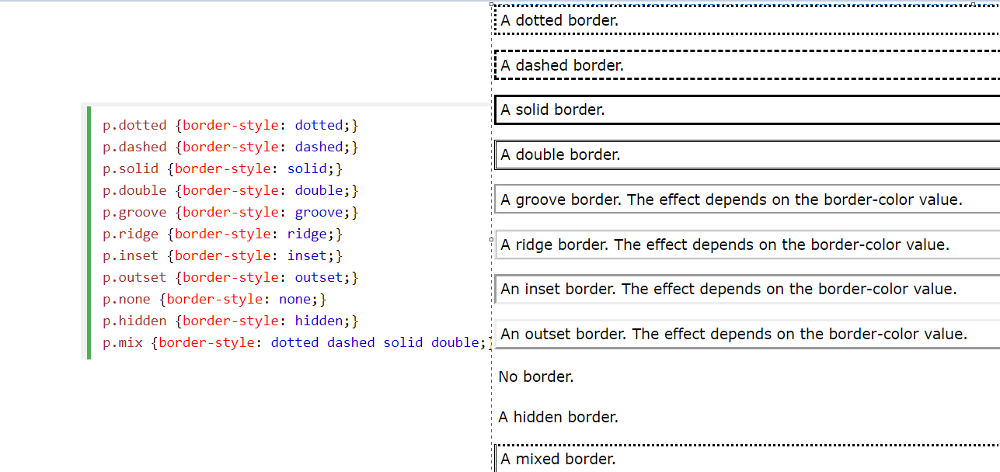 p.dotted {border-style: dotted;}
p.dashed {border-style: dashed;}
p.solid {border-style: solid;}
p.double {border-style: double;}
p.groove {border-style: groove;}
p.ridge {border-style: ridge;}
p.inset {border-style: inset;}
p.outset {border-style: outset;}
p.none {border-style: none;}
p.hidden {border-style: hidden;}
p.mix {border-style: dotted dashed solid double;}
A dotted border.
A dashed border.
A solid border.
A double border.
A groove border. The effect depends on the border-color value.
A ridge border. The effect depends on the border-color value.
An inset border. The effect depends on the border-color value.
An outset border. The effect depends on the border-color value.
No border.
A hidden border.
A mixed border.